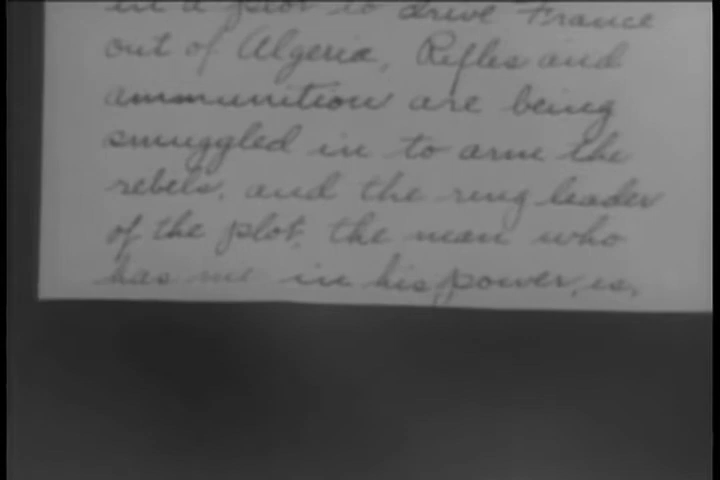 in a plot to drive France
out of Algeria, Rifles and
ammunition are being
smuggled in to arm the
rebels, and the ring leader
of the plot, the man who
has me in his power, is,